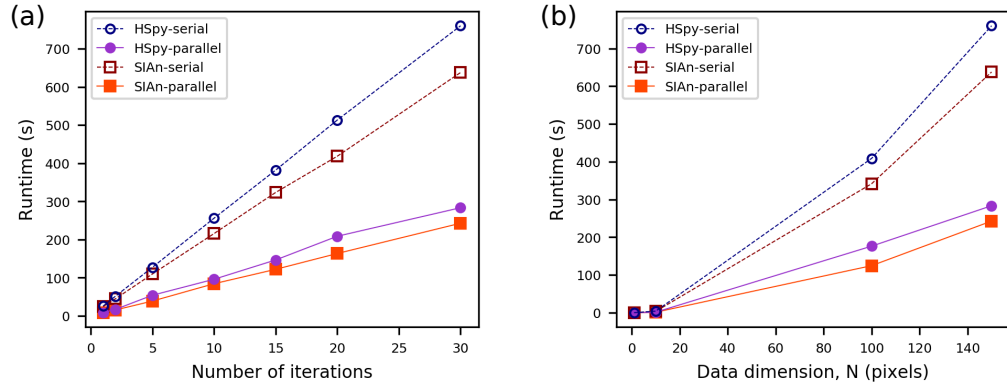 (a)
HSpy-serial
HSpy-parallel
SIAn-serial
SIAn-parallel
700
600
500
400
300
200
100
0
Runtime (s)
0 5 10 15 20 25 30
Number of iterations
(b)
HSpy-serial
HSpy-parallel
SIAn-serial
SIAn-parallel
700
600
500
400
300
200
100
0
Runtime (s)
0 20 40 60 80 100 120 140
Data dimension, N (pixels)